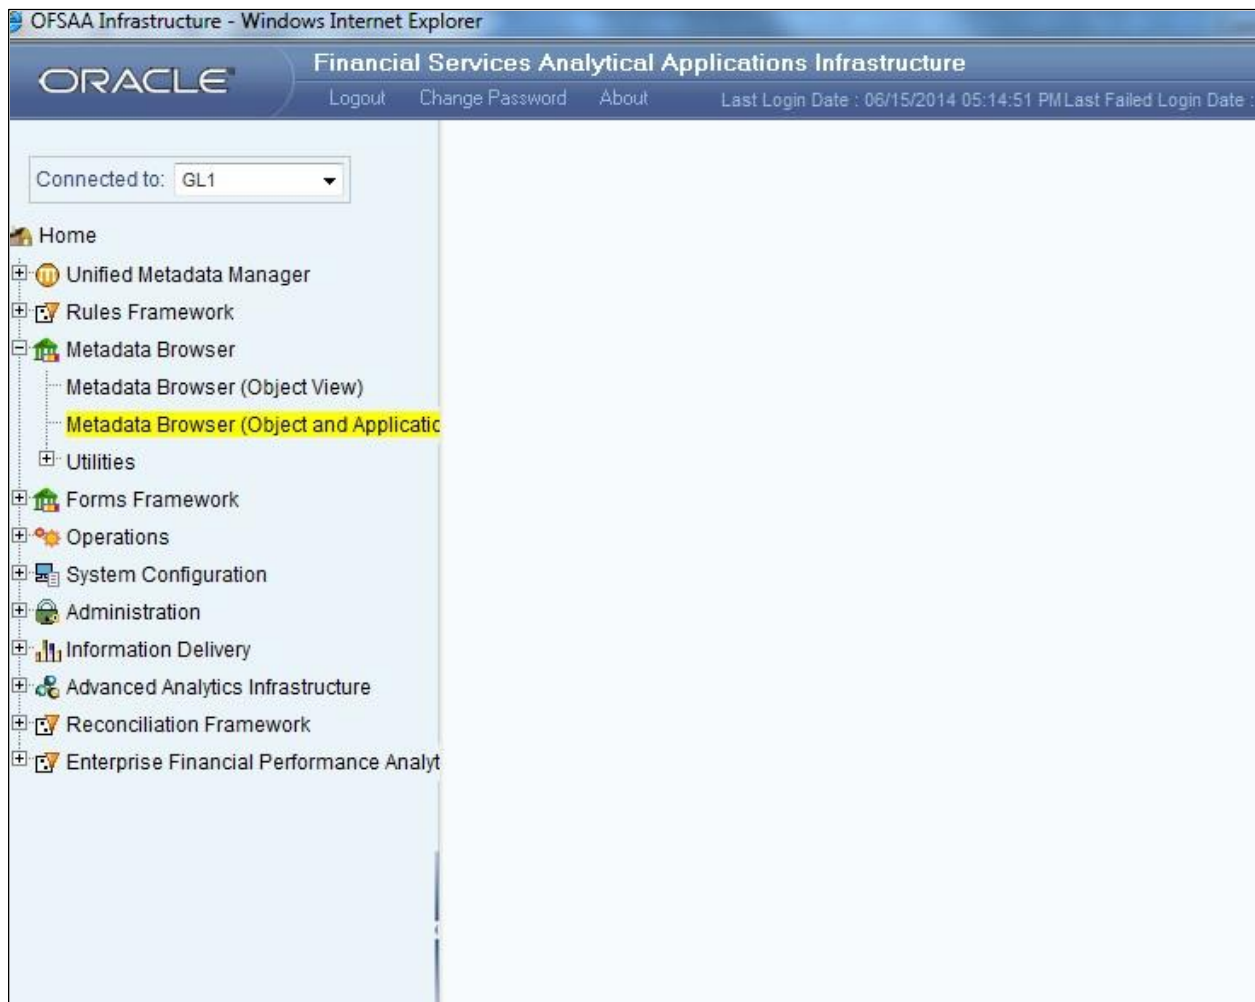 OFSAA Infrastructure - Windows Internet Explorer
ORACLE
Financial Services Analytical Applications Infrastructure
Logout Change Password About Last Login Date : 06/15/2014 05:14:51 PM Last Failed Login Date :
Connected to: GL1
Home
Unified Metadata Manager
Rules Framework
Metadata Browser
Metadata Browser (Object View)
Metadata Browser (Object and Applicatio
Utilities
Forms Framework
Operations
System Configuration
Administration
Information Delivery
Advanced Analytics Infrastructure
Reconciliation Framework
Enterprise Financial Performance Analyt